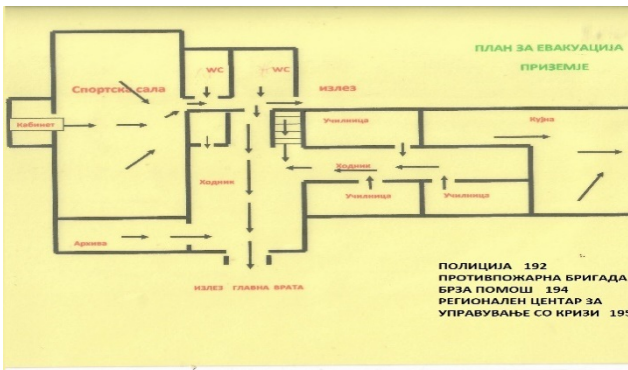 ПЛАН ЗА ЕВАКУАЦИЈА
ПРИЗЕМЈЕ
WC
WC
Спортска сала
излез
Кабинет
Училница
Кујна
Ходник
Ходник
Училница
Училница
Архива
ИЗЛЕЗ ГЛАВНА ВРАТА
ПОЛИЦИЈА 192
ПРОТИВПОЖАРНА БРИГАДА
БРЗА ПОМОШ 194
РЕГИОНАЛЕН ЦЕНТАР ЗА
УПРАВУВАЊЕ СО КРИЗИ 195